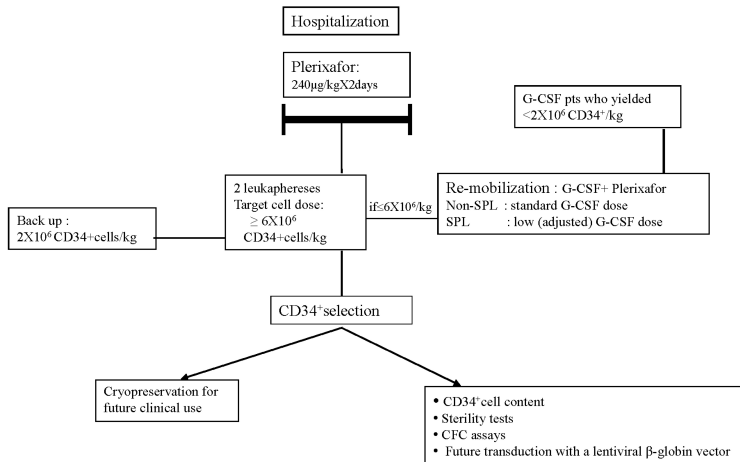 Hospitalization
Plerixafor:
240μg/kgX2days
G-CSF pts who yielded
<2X10⁶ CD34⁺/kg
2 leukaphereses
Target cell dose:
≥ 6X10⁶
CD34+cells/kg
if≤6X10⁶/kg
Re-mobilization : G-CSF+ Plerixafor
Non-SPL : standard G-CSF dose
SPL : low (adjusted) G-CSF dose
Back up :
2X10⁶ CD34+cells/kg
CD34⁺selection
Cryopreservation for
future clinical use
• CD34⁺cell content
• Sterility tests
• CFC assays
• Future transduction with a lentiviral β-globin vector